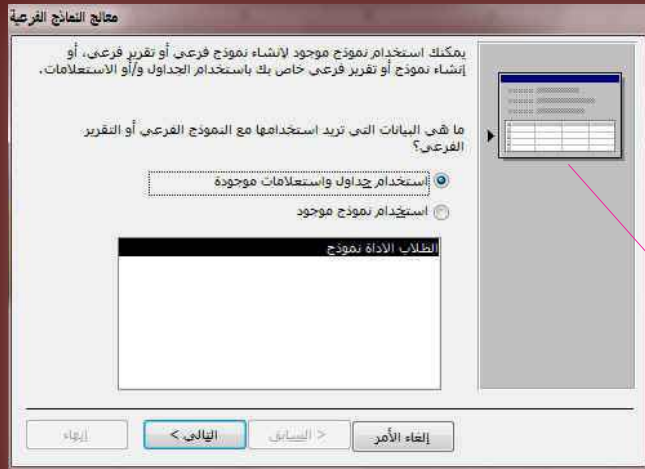 معالج النماذج الفرعية
يمكنك استخدام نموذج موجود لإنشاء نموذج فرعي أو تقرير فرعي، أو
إنشاء نموذج أو تقرير فرعي خاص بك باستخدام الجداول و/أو الاستعلامات.
ما هي البيانات التي تريد استخدامها مع النموذج الفرعي أو التقرير
الفرعي؟
استخدام جداول واستعلامات موجودة
استخدام نموذج موجود
الطلاب الاداة نموذج
إلغاء الأمر
< السابق
التالي >
إنهاء